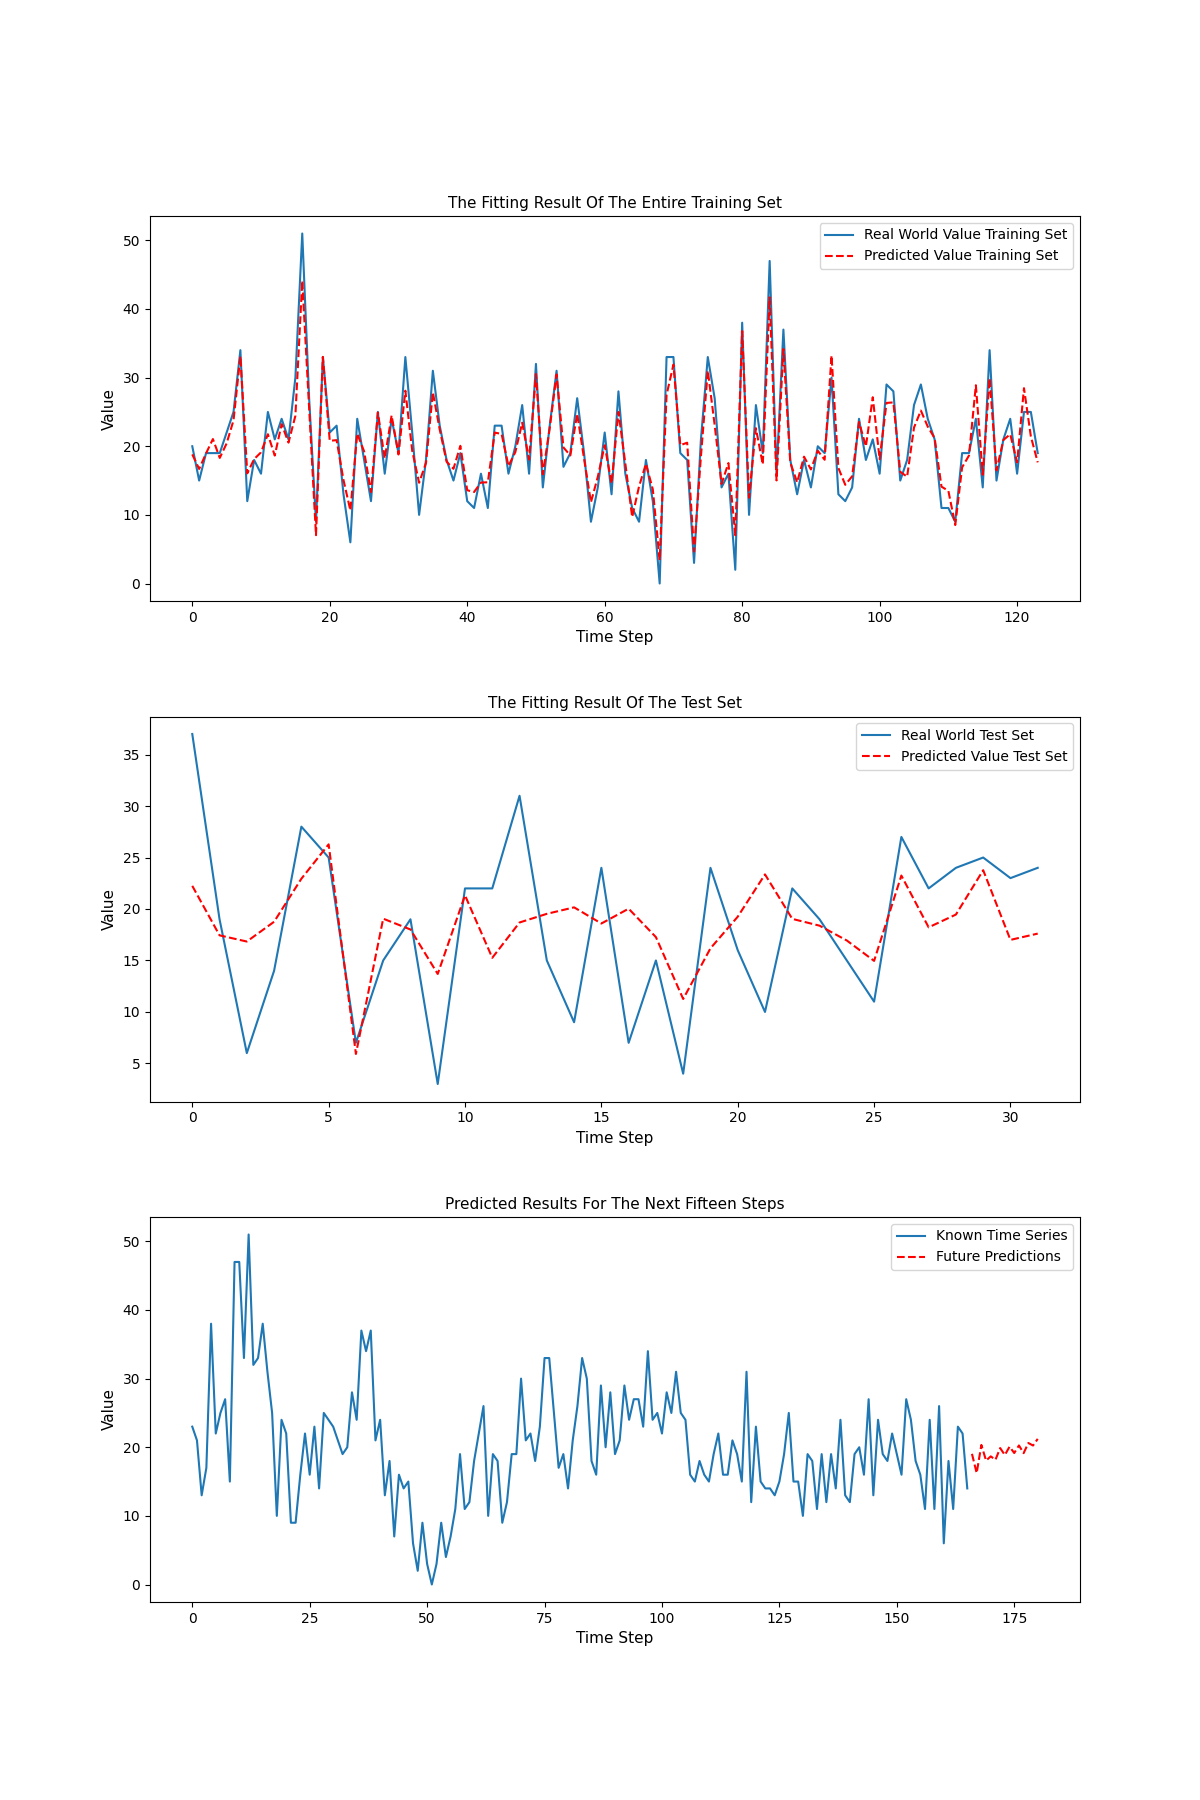 The Fitting Result Of The Entire Training Set
50
40
30
20
10
0
Value
Real World Value Training Set
Predicted Value Training Set
0 20 40 60 80 100 120
Time Step
The Fitting Result Of The Test Set
35
30
25
20
15
10
5
Value
Real World Test Set
Predicted Value Test Set
0 5 10 15 20 25 30
Time Step
Predicted Results For The Next Fifteen Steps
50
40
30
20
10
0
Value
Known Time Series
Future Predictions
0 25 50 75 100 125 150 175
Time Step